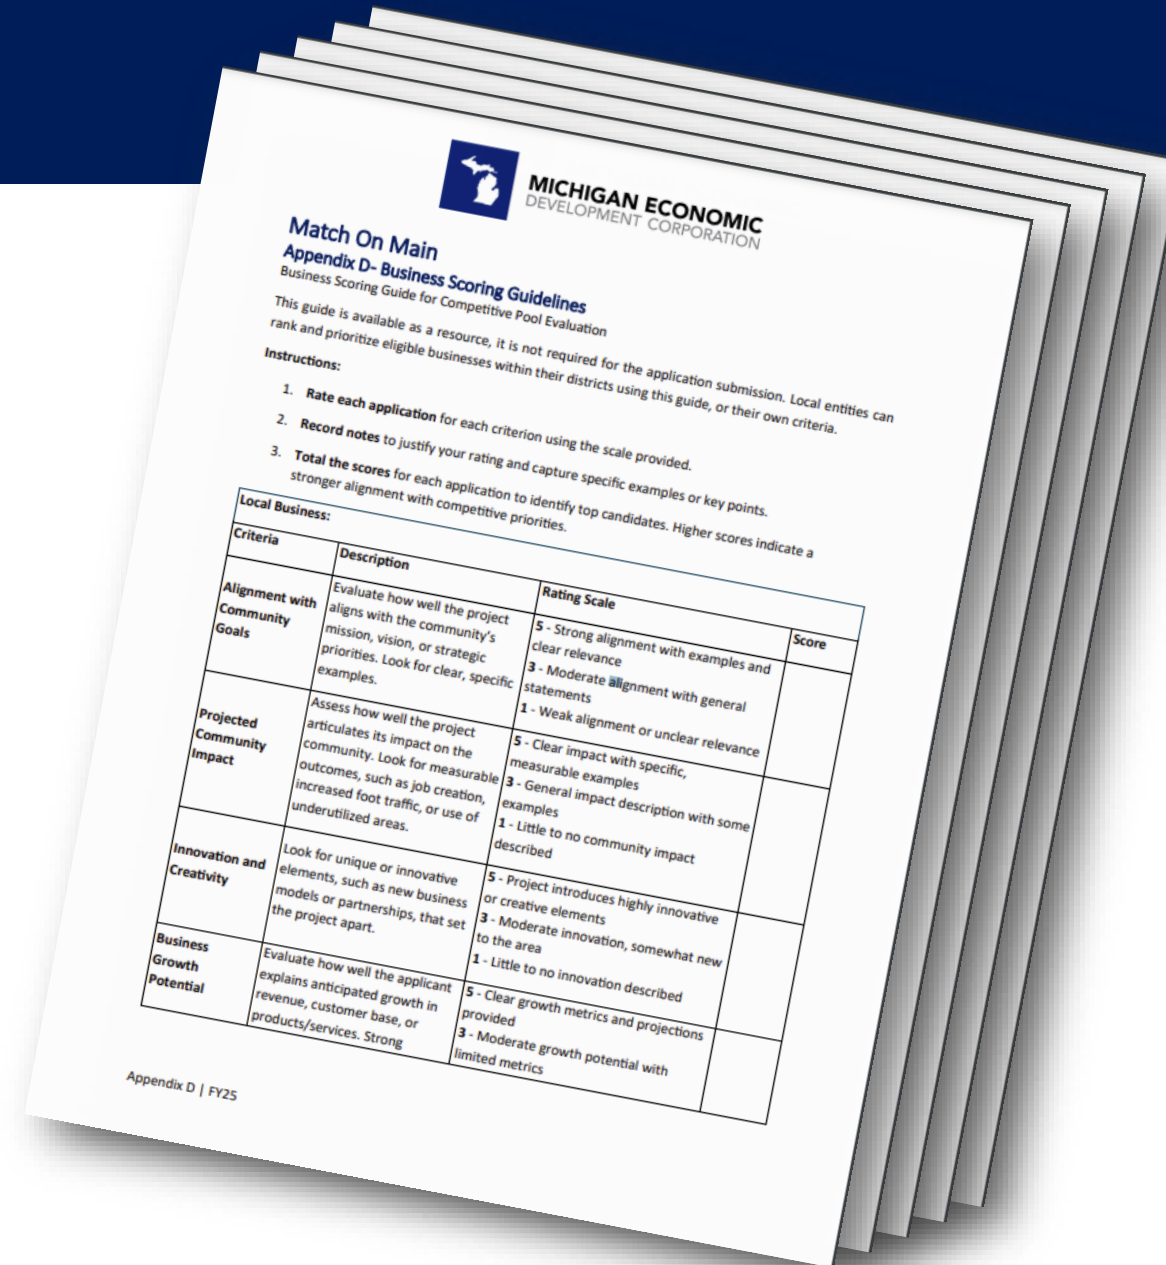 MICHIGAN ECONOMIC
DEVELOPMENT CORPORATION
Match On Main
Appendix D- Business Scoring Guidelines
Business Scoring Guide for Competitive Pool Evaluation
This guide is available as a resource, it is not required for the application submission. Local entities can
rank and prioritize eligible businesses within their districts using this guide, or their own criteria.
Instructions:
1. Rate each application for each criterion using the scale provided.
2. Record notes to justify your rating and capture specific examples or key points.
3. Total the scores for each application to identify top candidates. Higher scores indicate a
stronger alignment with competitive priorities.
Local Business:
Criteria
Description
Rating Scale
Score
Alignment with
Community
Goals
Evaluate how well the project
aligns with the community's
mission, vision, or strategic
priorities. Look for clear, specific
examples.
5 - Strong alignment with examples and
clear relevance
3 - Moderate alignment with general
statements
1 - Weak alignment or unclear relevance
Projected
Community
Impact
Assess how well the project
articulates its impact on the
community. Look for measurable
outcomes, such as job creation,
increased foot traffic, or use of
underutilized areas.
5 - Clear impact with specific,
measurable examples
3 - General impact description with some
examples
1 - Little to no community impact
described
Innovation and
Creativity
Look for unique or innovative
elements, such as new business
models or partnerships, that set
the project apart.
5 - Project introduces highly innovative
or creative elements
3 - Moderate innovation, somewhat new
to the area
1 - Little to no innovation described
Business
Growth
Potential
Evaluate how well the applicant
explains anticipated growth in
revenue, customer base, or
products/services. Strong
5 - Clear growth metrics and projections
provided
3 - Moderate growth potential with
limited metrics
Appendix D | FY25